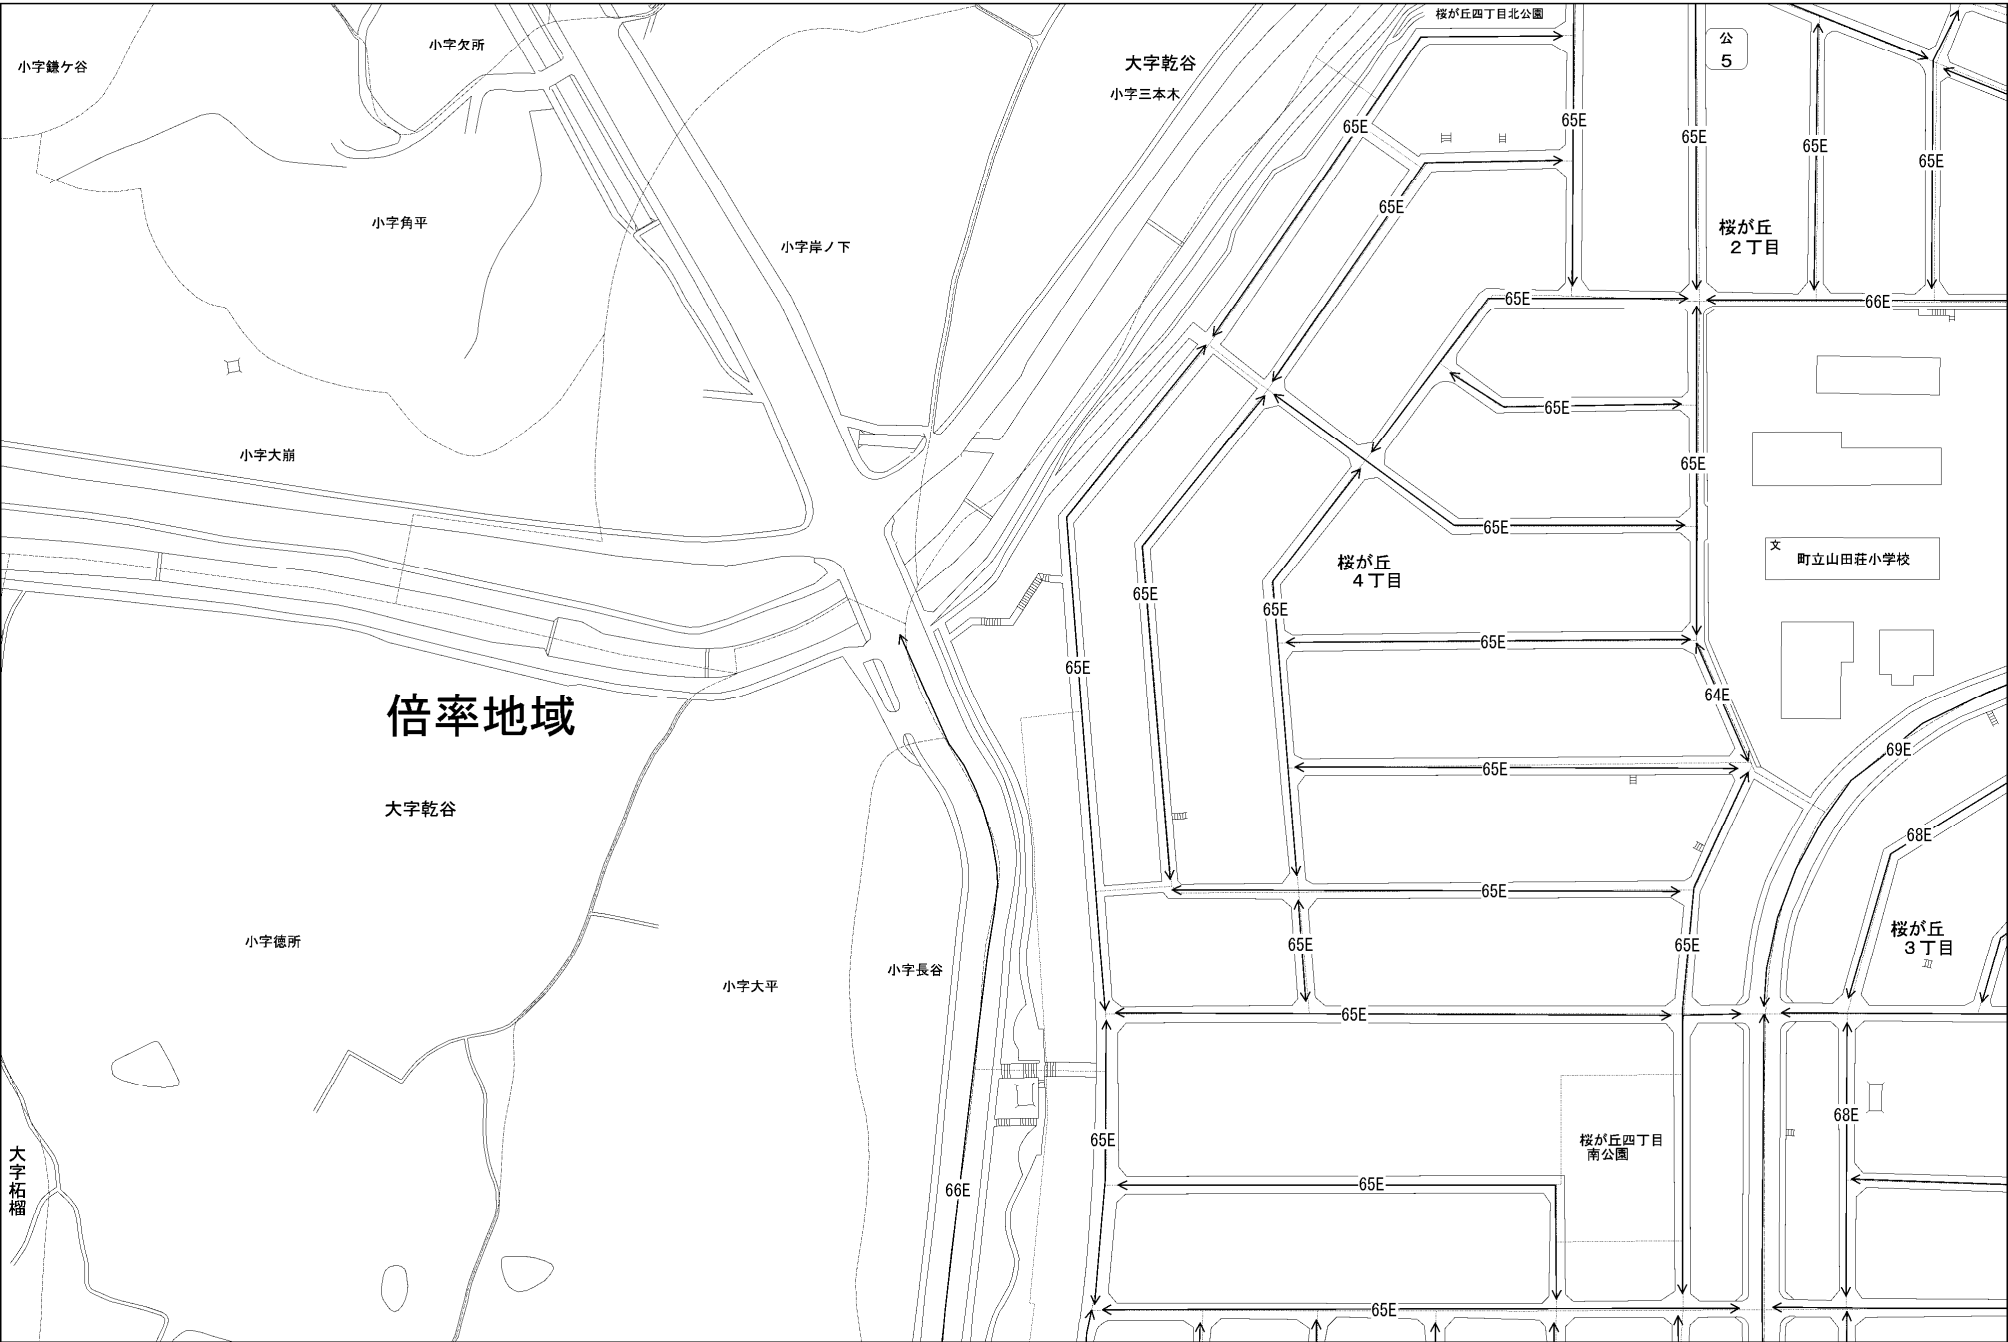 桜が丘四丁目北公園
小字欠所
公
5
小字鎌ケ谷
大字乾谷
小字三本木
65E
65E
65E
65E
65E
65E
小字角平
桜が丘
2丁目
小字岸ノ下
65E
66E
65E
小字大崩
65E
65E
文
町立山田荘小学校
桜が丘
4丁目
65E
65E
65E
65E
64E
倍率地域
69E
65E
大字乾谷
68E
65E
桜が丘
3丁目
小字徳所
65E
65E
小字長谷
小字大平
65E
68E
65E
桜が丘四丁目
南公園
大字柘榴
65E
66E
65E